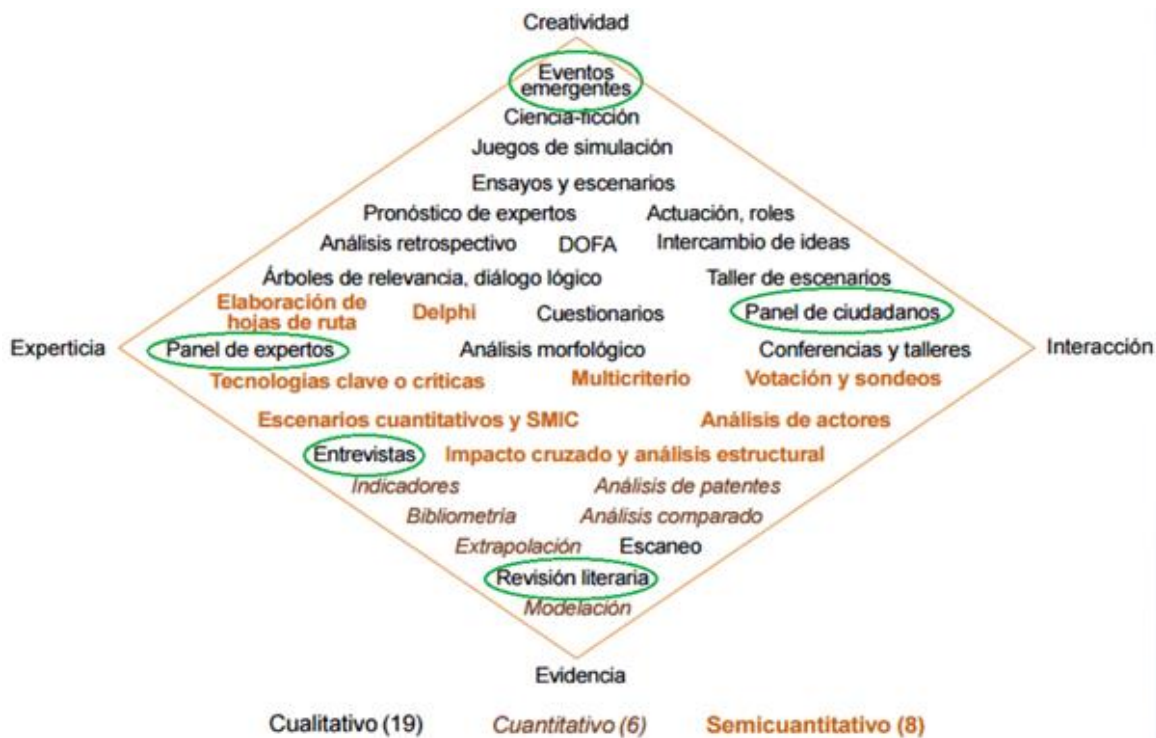 Creatividad
Eventos
emergentes
Ciencia-ficción
Juegos de simulación
Ensayos y escenarios
Pronóstico de expertos Actuación, roles
Análisis retrospectivo DOFA Intercambio de ideas
Árboles de relevancia, diálogo lógico Taller de escenarios
Elaboración de
hojas de ruta Delphi Cuestionarios Panel de ciudadanos
Experticia Panel de expertos Análisis morfológico Conferencias y talleres Interacción
Tecnologías clave o críticas Multicriterio Votación y sondeos
Escenarios cuantitativos y SMIC Análisis de actores
Entrevistas Impacto cruzado y análisis estructural
Indicadores Análisis de patentes
Bibliometría Análisis comparado
Extrapolación Escaneo
Revisión literaria
Modelación
Evidencia
Cualitativo (19) Cuantitativo (6) Semicuantitativo (8)